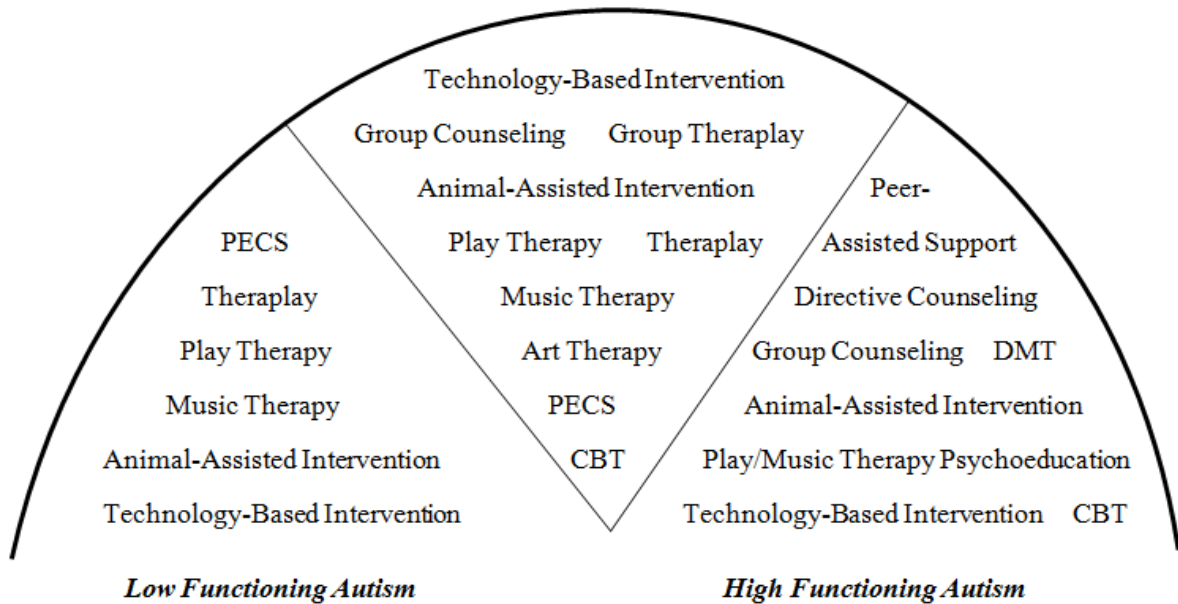 Technology-Based Intervention
Group Counseling Group Theraplay
Animal-Assisted Intervention
Play Therapy Theraplay
Music Therapy
Art Therapy
PECS
CBT
PECS
Theraplay
Play Therapy
Music Therapy
Animal-Assisted Intervention
Technology-Based Intervention
Peer-
Assisted Support
Directive Counseling
Group Counseling DMT
Animal-Assisted Intervention
Play/Music Therapy Psychoeducation
Technology-Based Intervention CBT
Low Functioning Autism
High Functioning Autism